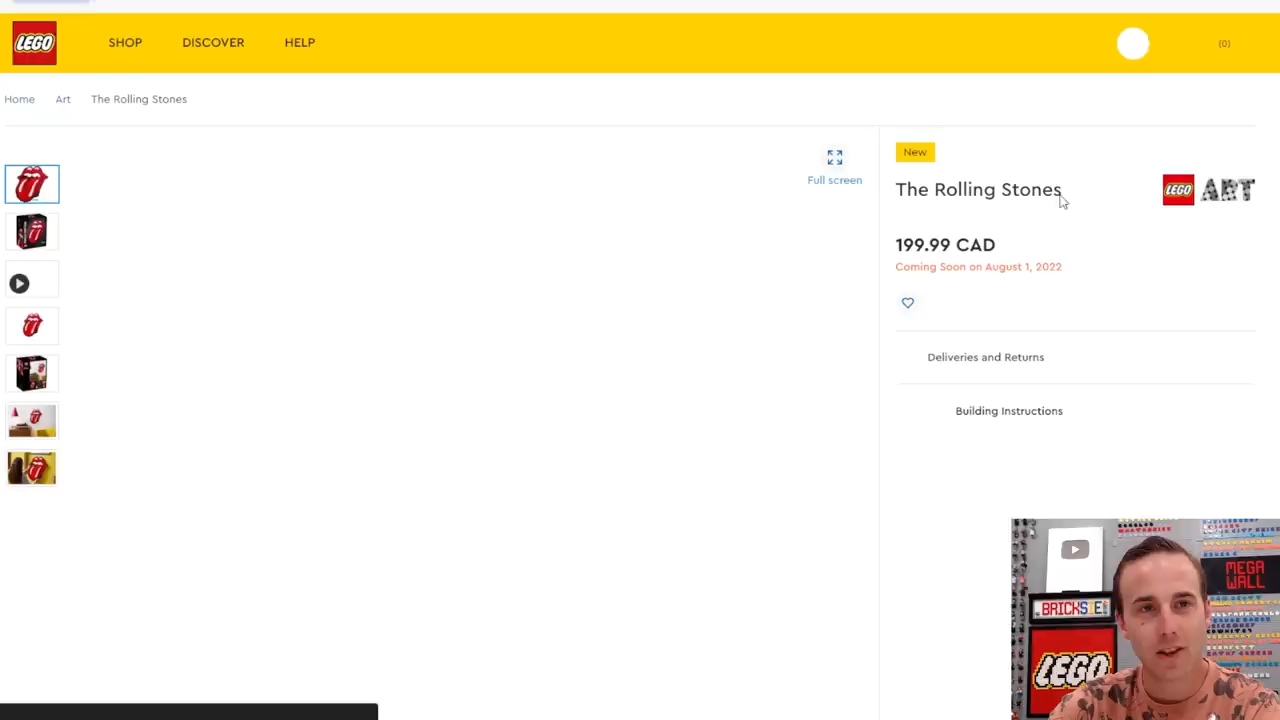 LEGO
SHOP
DISCOVER
HELP
(0)
Home
Art
The Rolling Stones
Full screen
New
The Rolling Stones
LEGO ART
199.99 CAD
Coming Soon on August 1, 2022
Deliveries and Returns
Building Instructions
MEGA
WALL
BRICKSIE
LEGO